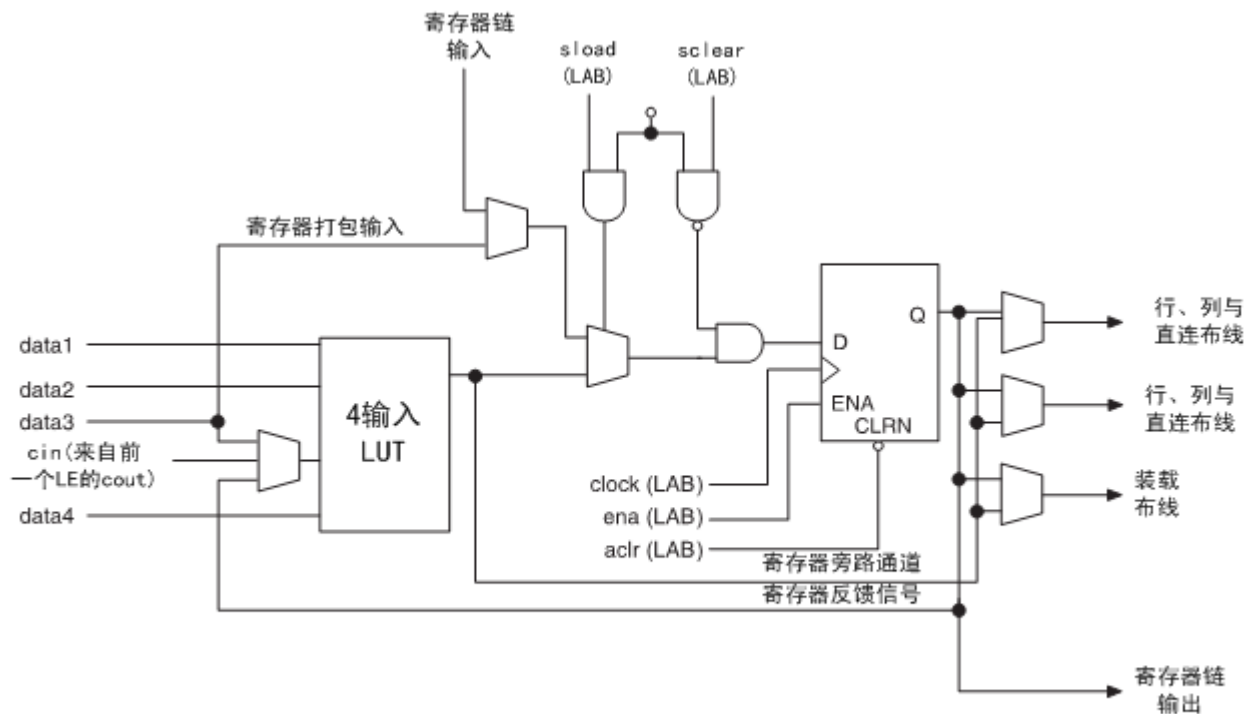 寄存器链
输入
sload
(LAB)
sclear
(LAB)
寄存器打包输入
data1
data2
data3
cin(来自前
一个LE的cout)
data4
4输入
LUT
Q
D
ENA
CLRN
clock (LAB)
ena (LAB)
aclr (LAB)
寄存器旁路通道
寄存器反馈信号
行、列与
直连布线
行、列与
直连布线
装载
布线
寄存器链
输出